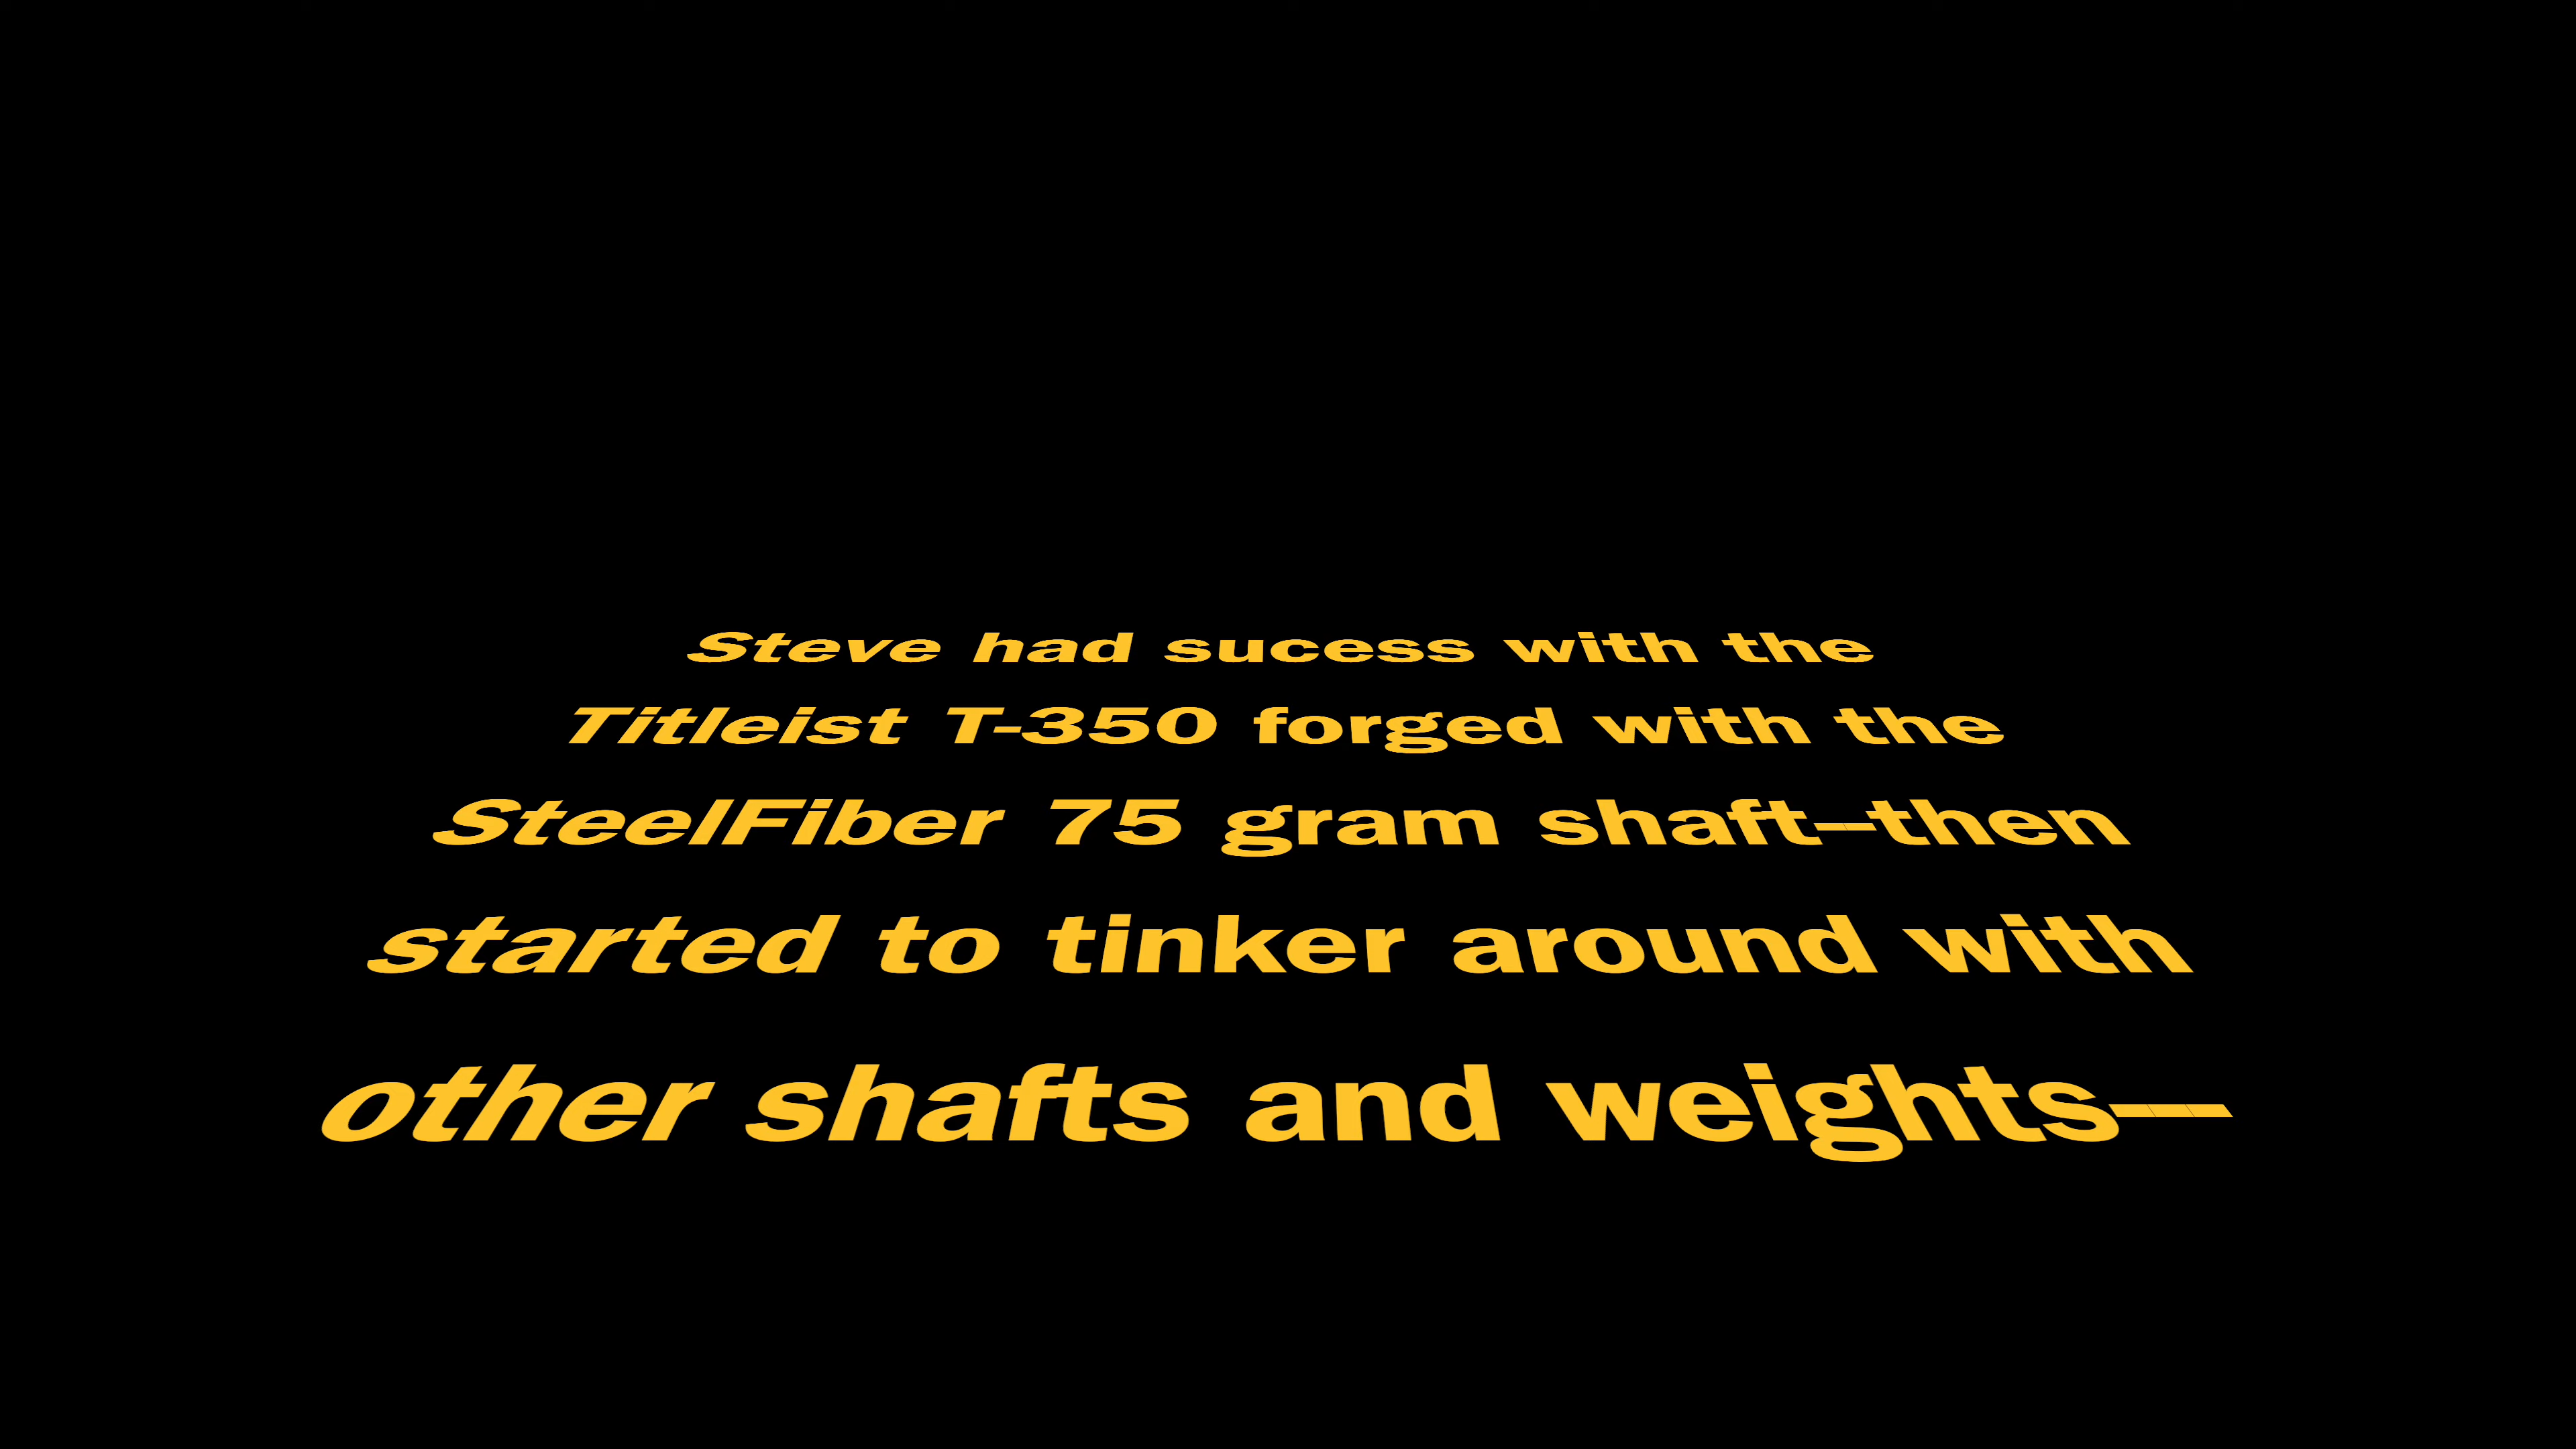 Steve had sucess with the
Titleist T-350 forged with the
SteelFiber 75 gram shaft--then
started to tinker around with
other shafts and weights---